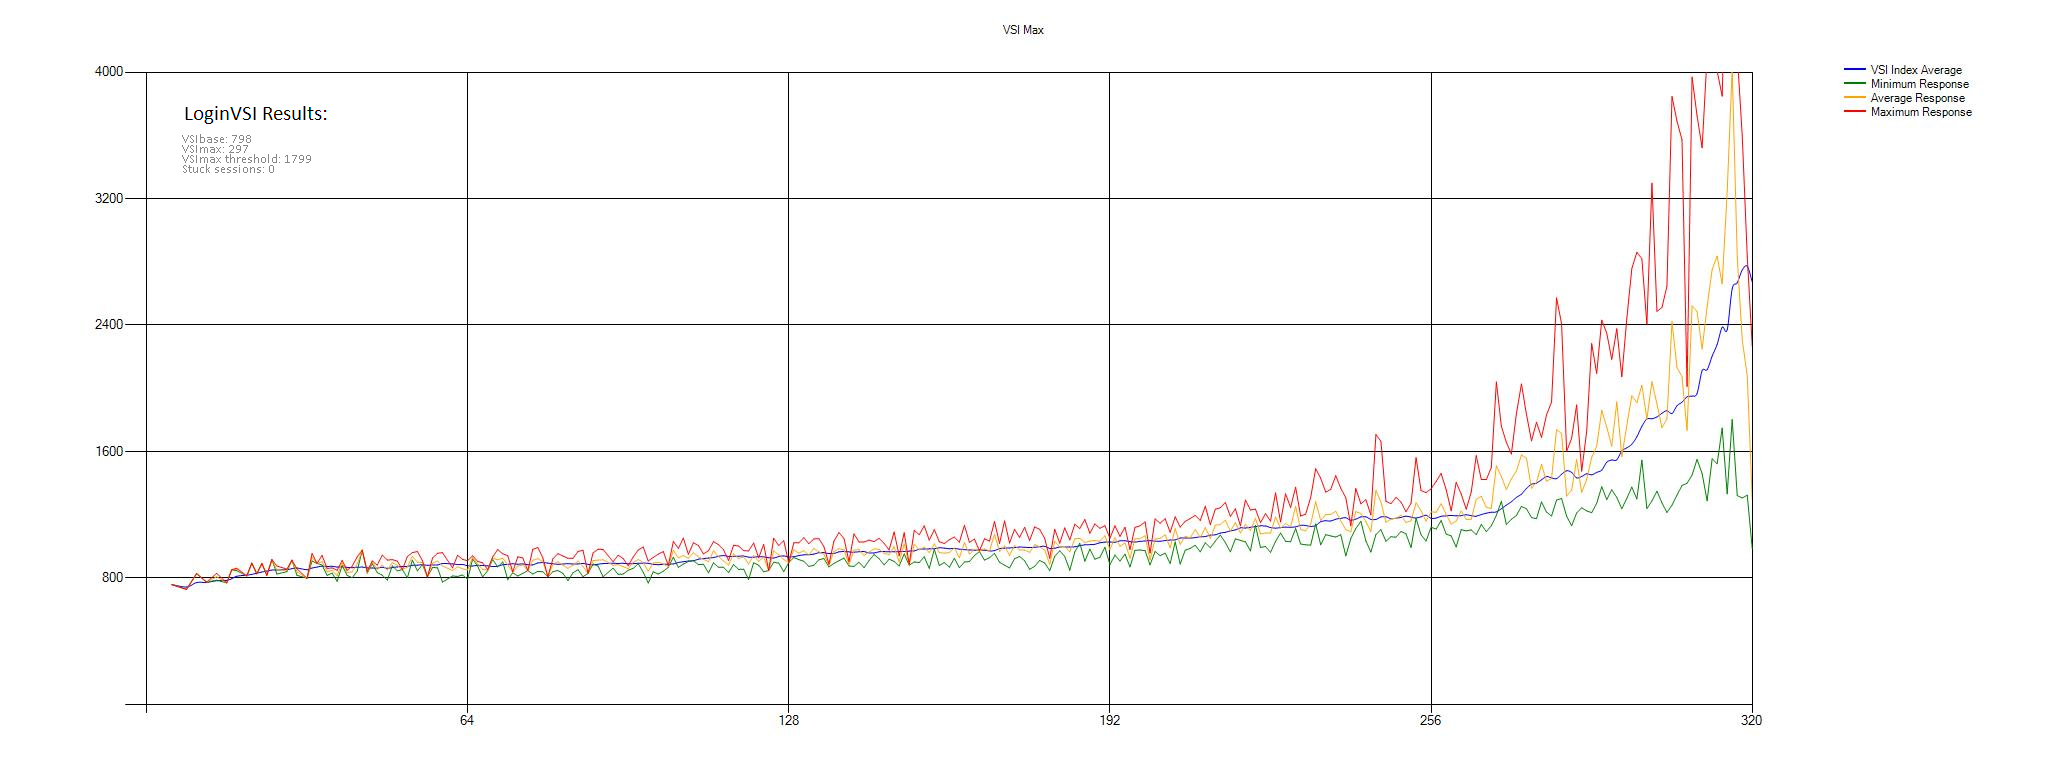 VSI Max
4000
3200
2400
1600
800
64
128
192
256
320
LoginVSI Results:
VSIbase: 798
VSImax: 297
VSImax threshold: 1799
Stuck sessions: 0
VSI Index Average
Minimum Response
Average Response
Maximum Response